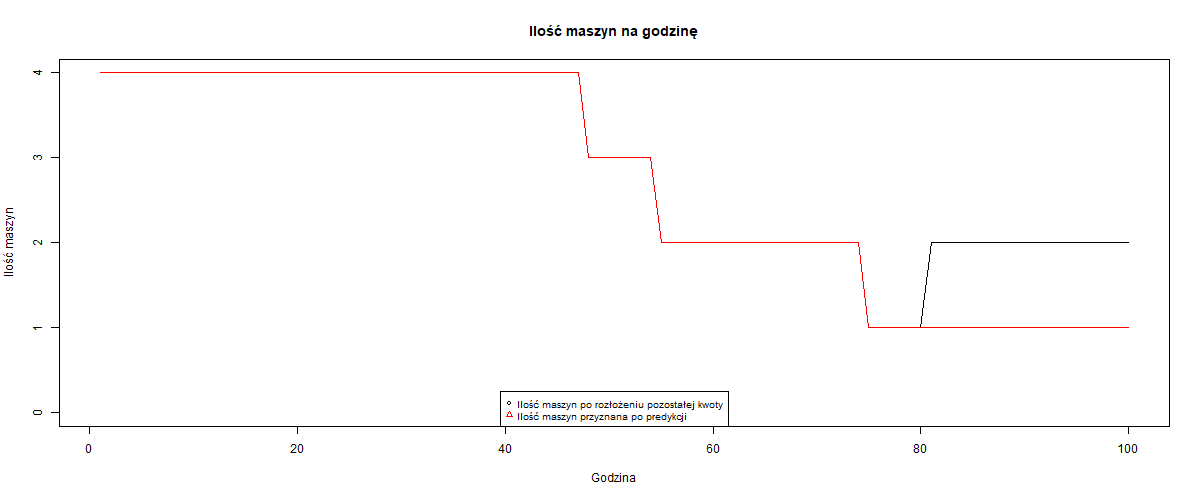 Ilość maszyn na godzinę
Ilość maszyn
4
3
2
1
0
Ilość maszyn po rozłożeniu pozostałej kwoty
Ilość maszyn przyznana po predykcji
0 20 40 60 80 100
Godzina